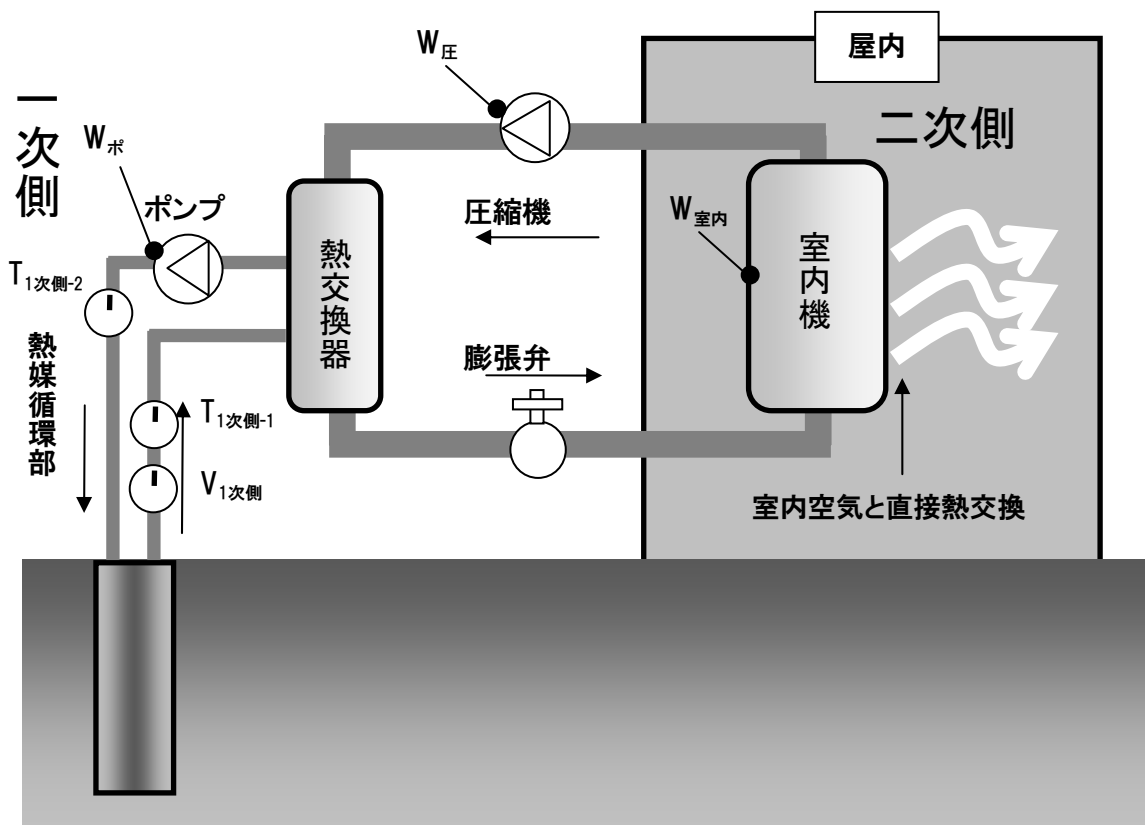 屋内
W圧
二次側
一次側
Wポ
ポンプ
圧縮機
W室内
熱交換器
室内機
T1次側-2
熱媒循環部
膨張弁
T1次側-1
V1次側
室内空気と直接熱交換